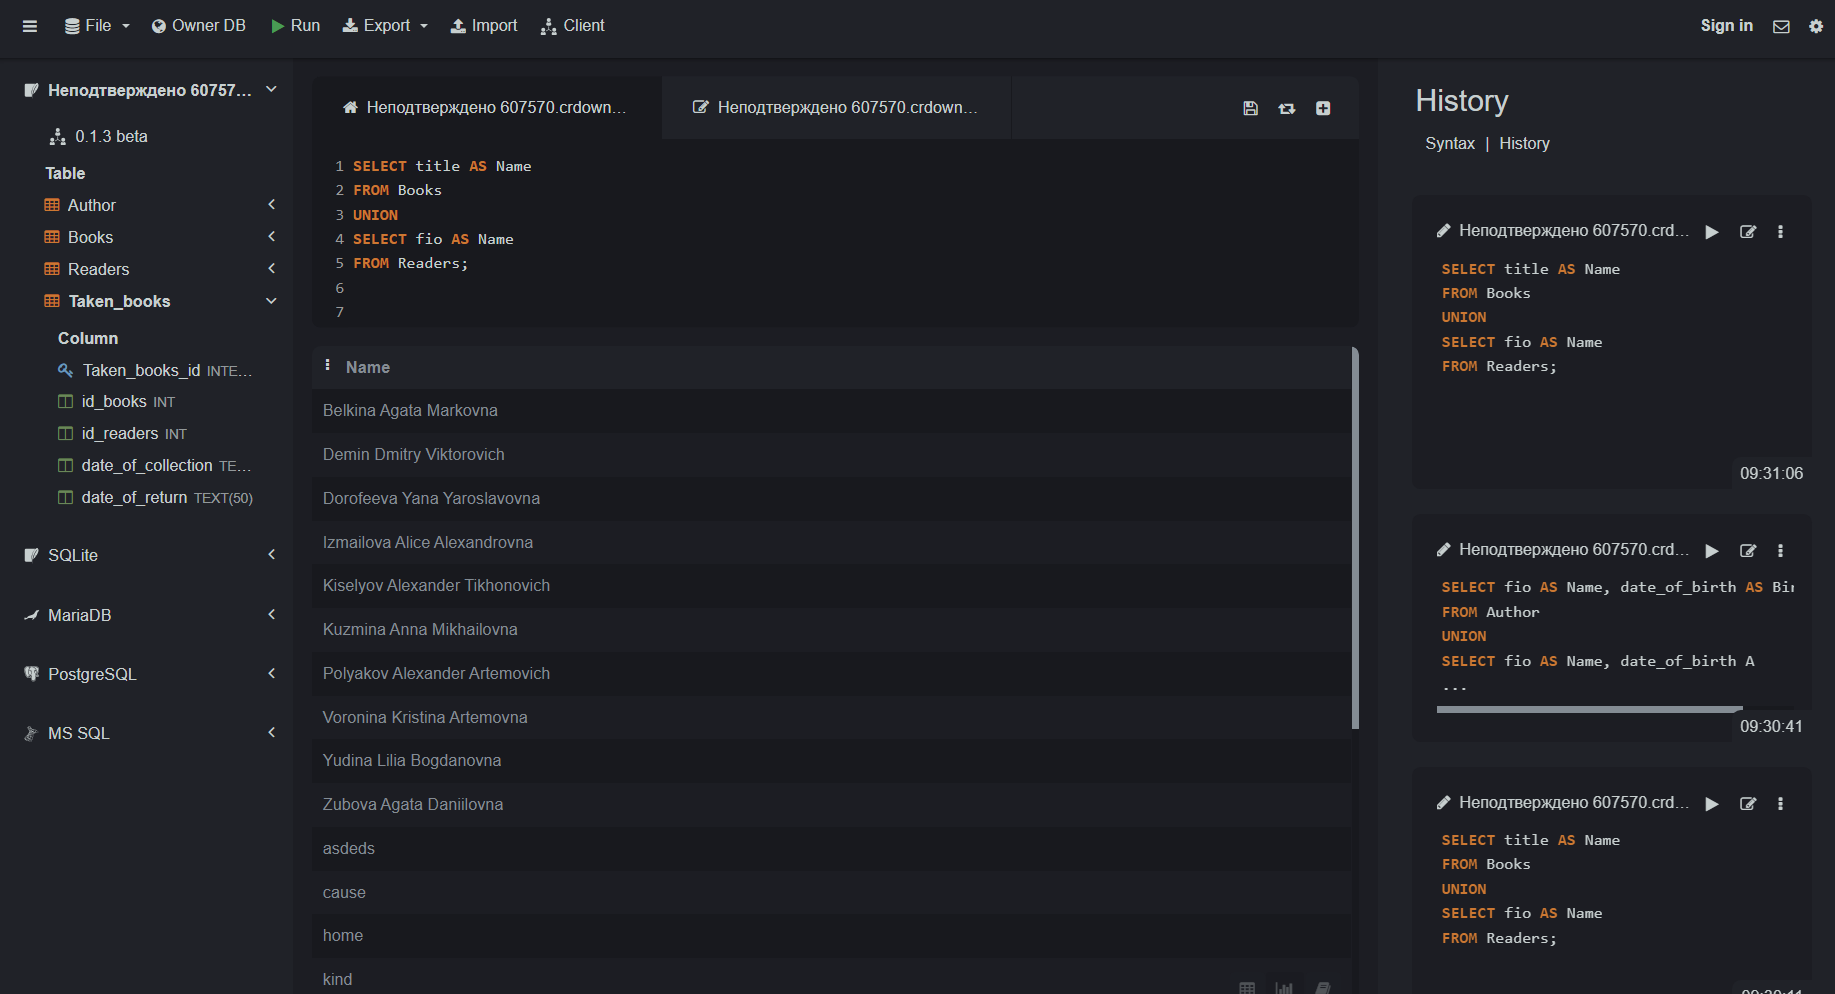 File
Owner DB
Run
Export
Import
Client
Sign in
Неподтверждено 60757...
0.1.3 beta
Table
Author
Books
Readers
Taken_books
Column
Taken_books_id INTE...
id_books INT
id_readers INT
date_of_collection TE...
date_of_return TEXT(50)
SQLite
MariaDB
PostgreSQL
MS SQL
Неподтверждено 607570.crdown...
Неподтверждено 607570.crdown...
1 SELECT title AS Name
2 FROM Books
3 UNION
4 SELECT fio AS Name
5 FROM Readers;
6
7
Name
Belkina Agata Markovna
Demin Dmitry Viktorovich
Dorofeeva Yana Yaroslavovna
Izmailova Alice Alexandrovna
Kiselyov Alexander Tikhonovich
Kuzmina Anna Mikhailovna
Polyakov Alexander Artemovich
Voronina Kristina Artemovna
Yudina Lilia Bogdanovna
Zubova Agata Daniilovna
asdeds
cause
home
kind
History
Syntax | History
Неподтверждено 607570.crd...
SELECT title AS Name
FROM Books
UNION
SELECT fio AS Name
FROM Readers;
09:31:06
Неподтверждено 607570.crd...
SELECT fio AS Name, date_of_birth AS Bir
FROM Author
UNION
SELECT fio AS Name, date_of_birth A
...
09:30:41
Неподтверждено 607570.crd...
SELECT title AS Name
FROM Books
UNION
SELECT fio AS Name
FROM Readers;